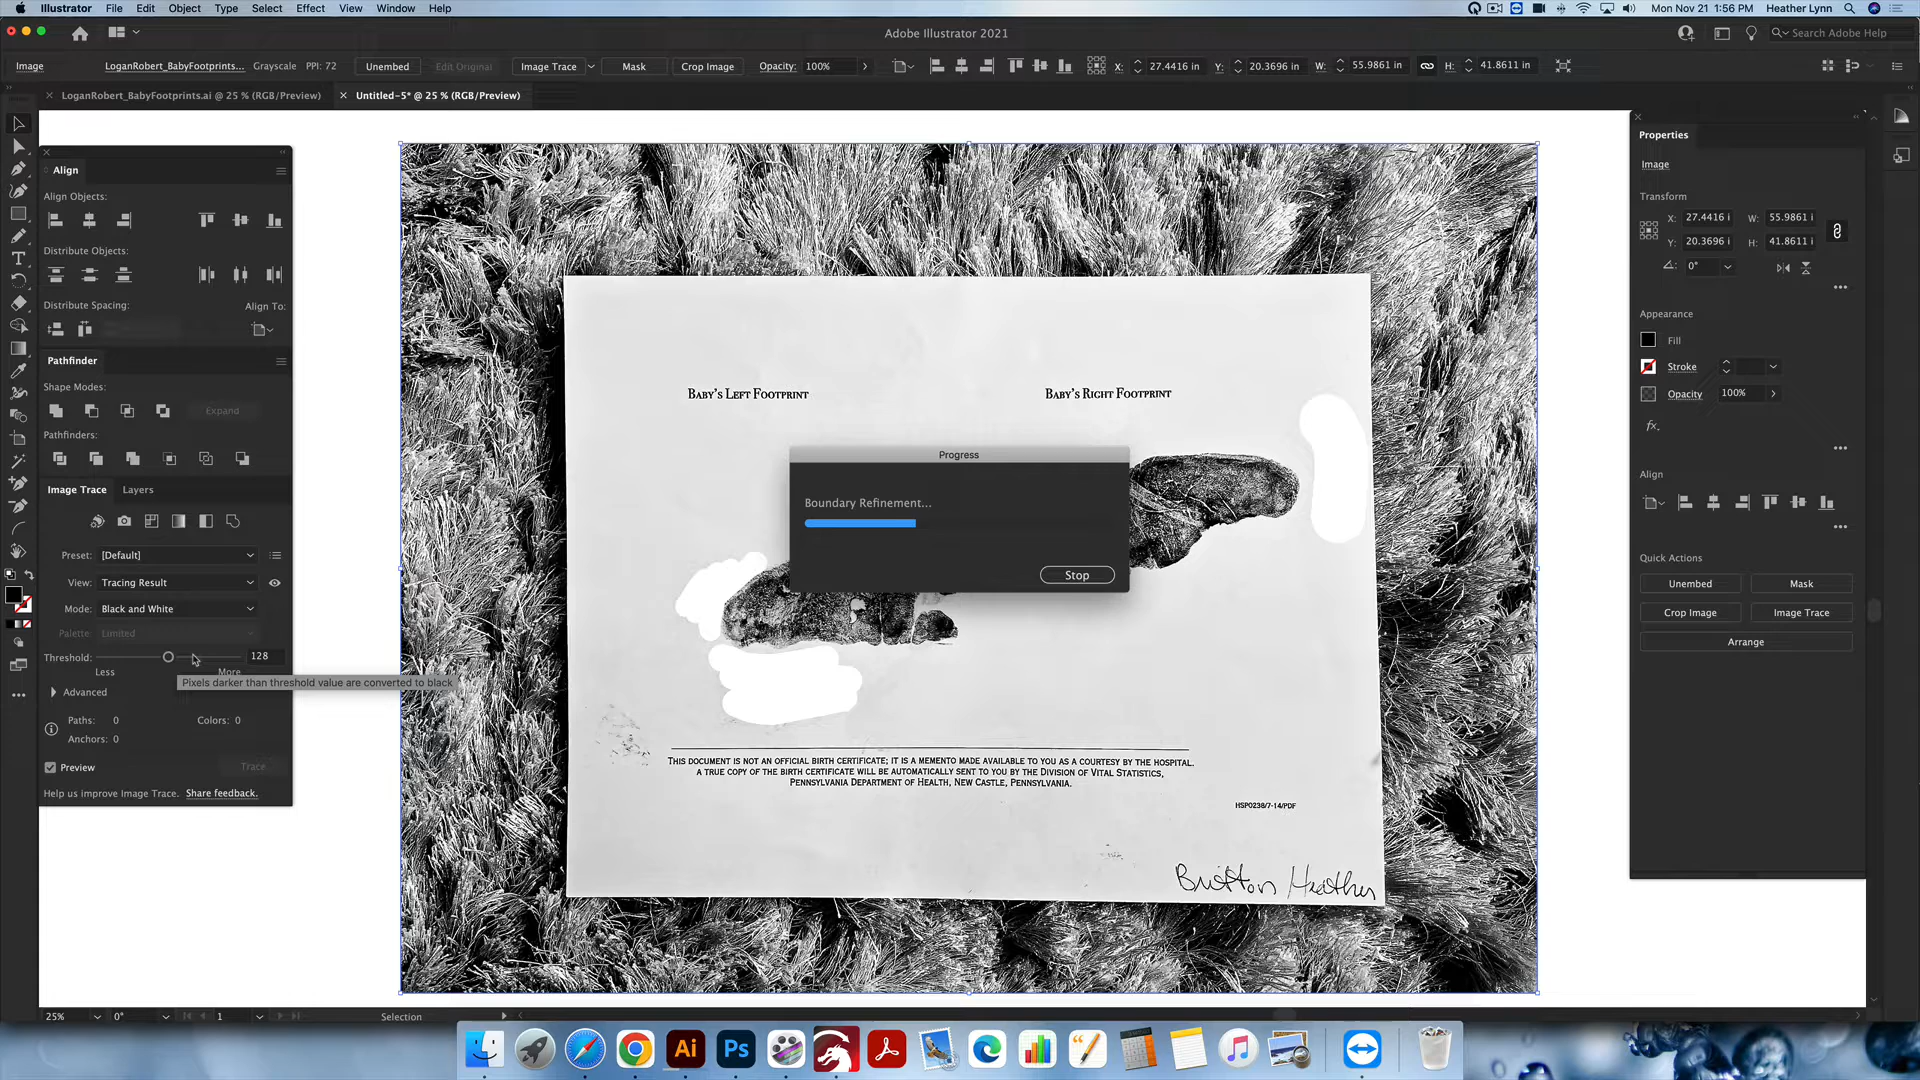 Illustrator File Edit Object Type Select Effect View Window Help
Mon Nov 21 1:56 PM Heather Lynn
Adobe Illustrator 2021
Search Adobe Help
Image LoganRobert_BabyFootprints... Grayscale PPI: 72 Unembed Edit Original Image Trace Mask Crop Image Opacity: 100% X: 27.4416 in Y: 20.3696 in W: 55.9861 in H: 41.8611 in
LoganRobert_BabyFootprints.ai @ 25 % (RGB/Preview) Untitled-5* @ 25 % (RGB/Preview)
Align
Align Objects:
Distribute Objects:
Distribute Spacing: Align To:
Pathfinder
Shape Modes:
Expand
Pathfinders:
Image Trace Layers
Preset: [Default]
View: Tracing Result
Mode: Black and White
Palette: Limited
Threshold: 128
Less More
Pixels darker than threshold value are converted to black
Advanced
Paths: 0 Colors: 0
Anchors: 0
Preview Trace
Help us improve Image Trace. Share feedback.
Baby's Left Footprint Baby's Right Footprint
Progress
Boundary Refinement...
Stop
This document is not an official birth certificate; it is a memento made available to you as a courtesy by the hospital.
A true copy of the birth certificate will be automatically sent to you by the Division of Vital Statistics,
Pennsylvania Department of Health, New Castle, Pennsylvania.
HSP0238/7-14/PDF
Britton Heather
Properties
Image
Transform
X: 27.4416 i W: 55.9861 i
Y: 20.3696 i H: 41.8611 i
0°
Appearance
Fill
Stroke
Opacity 100%
fx.
Align
Quick Actions
Unembed Mask
Crop Image Image Trace
Arrange
25% 0° 1 Selection
Ai Ps